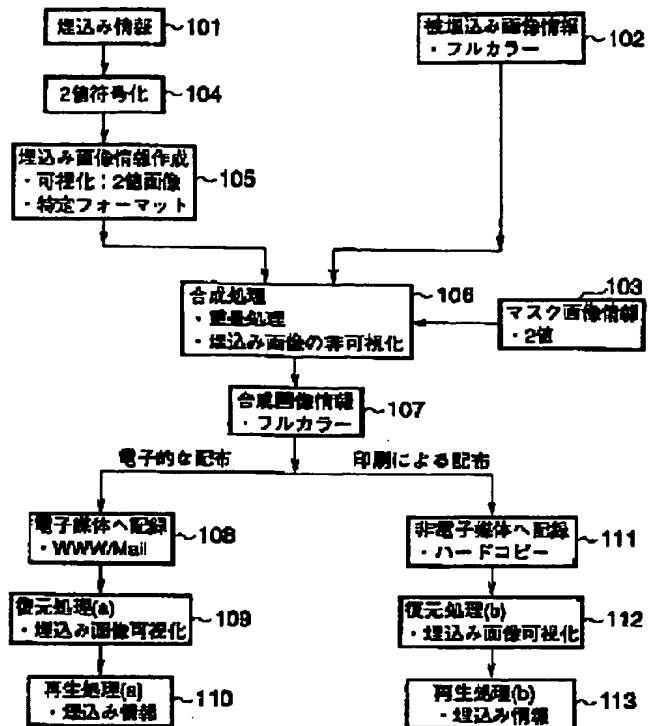 埋込み情報 101
被埋込み画像情報
・フルカラー 102
2値符号化 104
埋込み画像情報作成
・可視化:2値画像
・特定フォーマット 105
合成処理
・重畳処理
・埋込み画像の非可視化 106
103
マスク画像情報
・2値
合成画像情報
・フルカラー 107
電子的な配布 印刷による配布
電子媒体へ記録
・WWW/Mail 108
非電子媒体へ記録
・ハードコピー 111
復元処理(a)
・埋込み画像可視化 109
復元処理(b)
・埋込み画像可視化 112
再生処理(a)
・埋込み情報 110
再生処理(b)
・埋込み情報 113